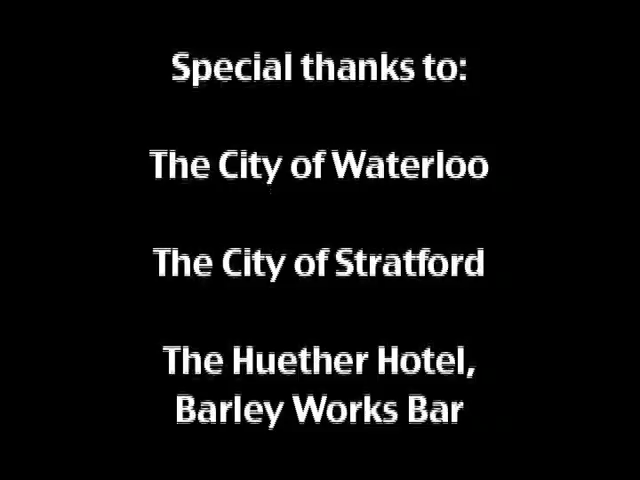 Special thanks to:
The City of Waterloo
The City of Stratford
The Huether Hotel,
Barley Works Bar